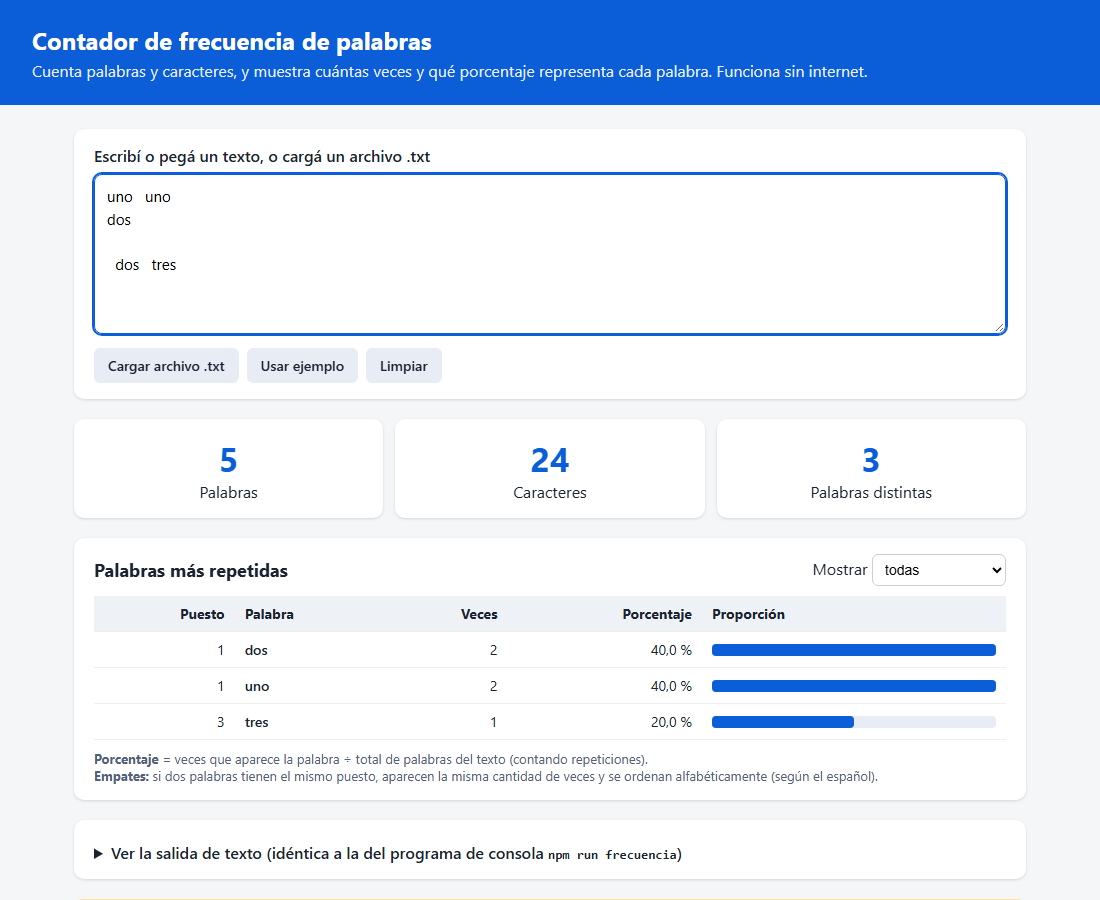 Contador de frecuencia de palabras
Cuenta palabras y caracteres, y muestra cuántas veces y qué porcentaje representa cada palabra. Funciona sin internet.
Escribí o pegá un texto, o cargá un archivo .txt
uno   uno
dos
dos   tres
Cargar archivo .txt   Usar ejemplo   Limpiar
5   24   3
Palabras   Caracteres   Palabras distintas
Palabras más repetidas   Mostrar   todas
Puesto   Palabra   Veces   Porcentaje   Proporción
1   dos   2   40,0 %
1   uno   2   40,0 %
3   tres   1   20,0 %
Porcentaje = veces que aparece la palabra ÷ total de palabras del texto (contando repeticiones).
Empates: si dos palabras tienen el mismo puesto, aparecen la misma cantidad de veces y se ordenan alfabéticamente (según el español).
Ver la salida de texto (idéntica a la del programa de consola npm run frecuencia)